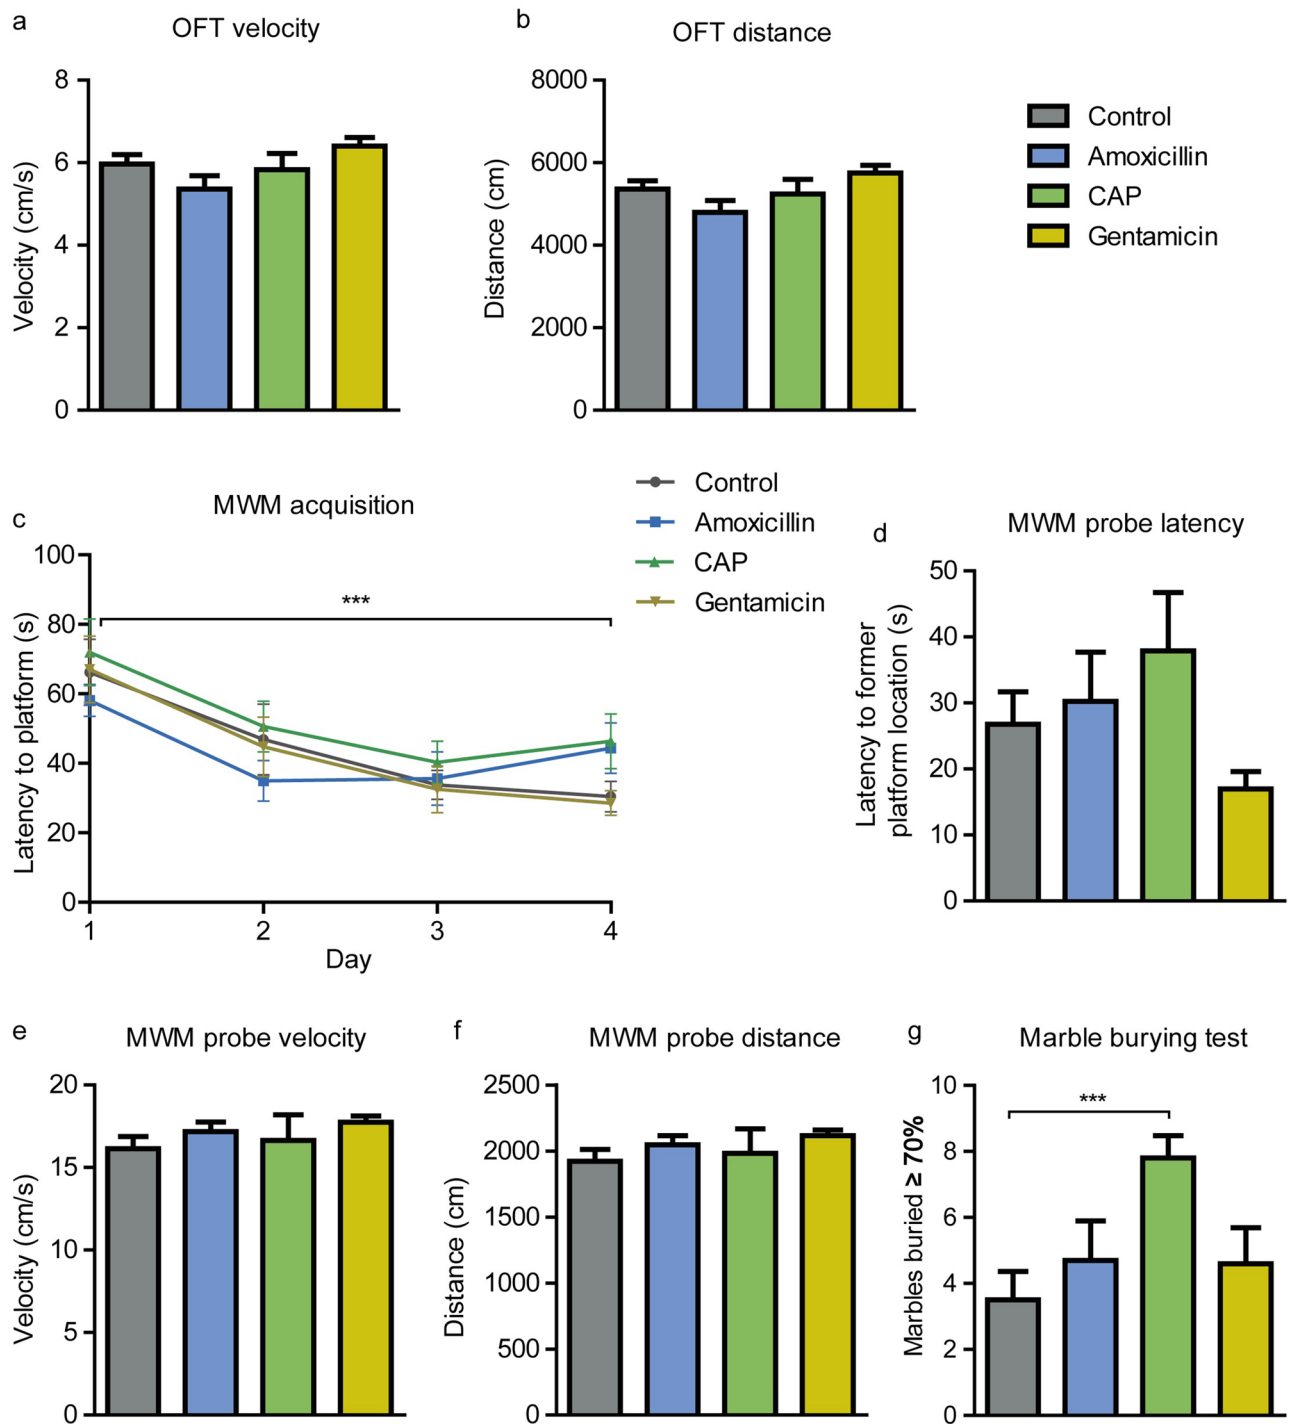 a
OFT velocity
8
6
4
2
0
Velocity (cm/s)
b
OFT distance
8000
6000
4000
2000
0
Distance (cm)
Control
Amoxicillin
CAP
Gentamicin
c
MWM acquisition
100
80
60
40
20
0
Latency to platform (s)
***
1 2 3 4
Day
Control
Amoxicillin
CAP
Gentamicin
d
MWM probe latency
50
40
30
20
10
0
Latency to former
platform location (s)
e
MWM probe velocity
20
15
10
5
0
Velocity (cm/s)
f
MWM probe distance
2500
2000
1500
1000
500
0
Distance (cm)
g
Marble burying test
10
8
6
4
2
0
Marbles buried ≥ 70%
***